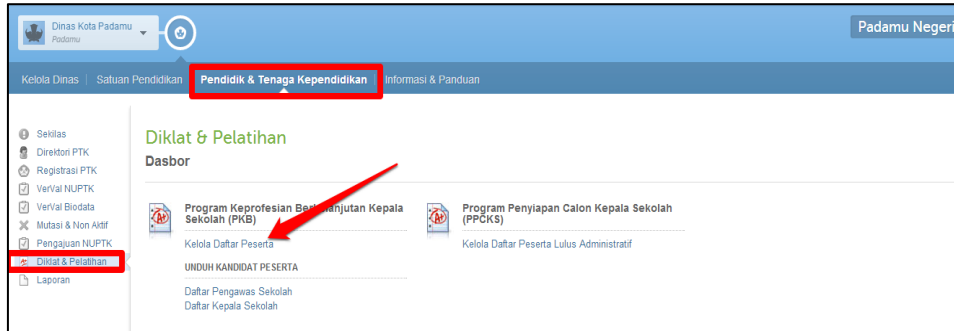 Dinas Kota Padamu
Padamu
Padamu Negeri
Kelola Dinas | Satuan Pendidikan | Pendidik & Tenaga Kependidikan | Informasi & Panduan
Sekilas
Direktori PTK
Registrasi PTK
VerVal NUPTK
VerVal Biodata
Mutasi & Non Aktif
Pengajuan NUPTK
Diklat & Pelatihan
Laporan
Diklat & Pelatihan
Dasbor
Program Keprofesian Berkelanjutan Kepala
Sekolah (PKB)
Kelola Daftar Peserta
UNDUH KANDIDAT PESERTA
Daftar Pengawas Sekolah
Daftar Kepala Sekolah
Program Penyiapan Calon Kepala Sekolah
(PPCKS)
Kelola Daftar Peserta Lulus Administratif